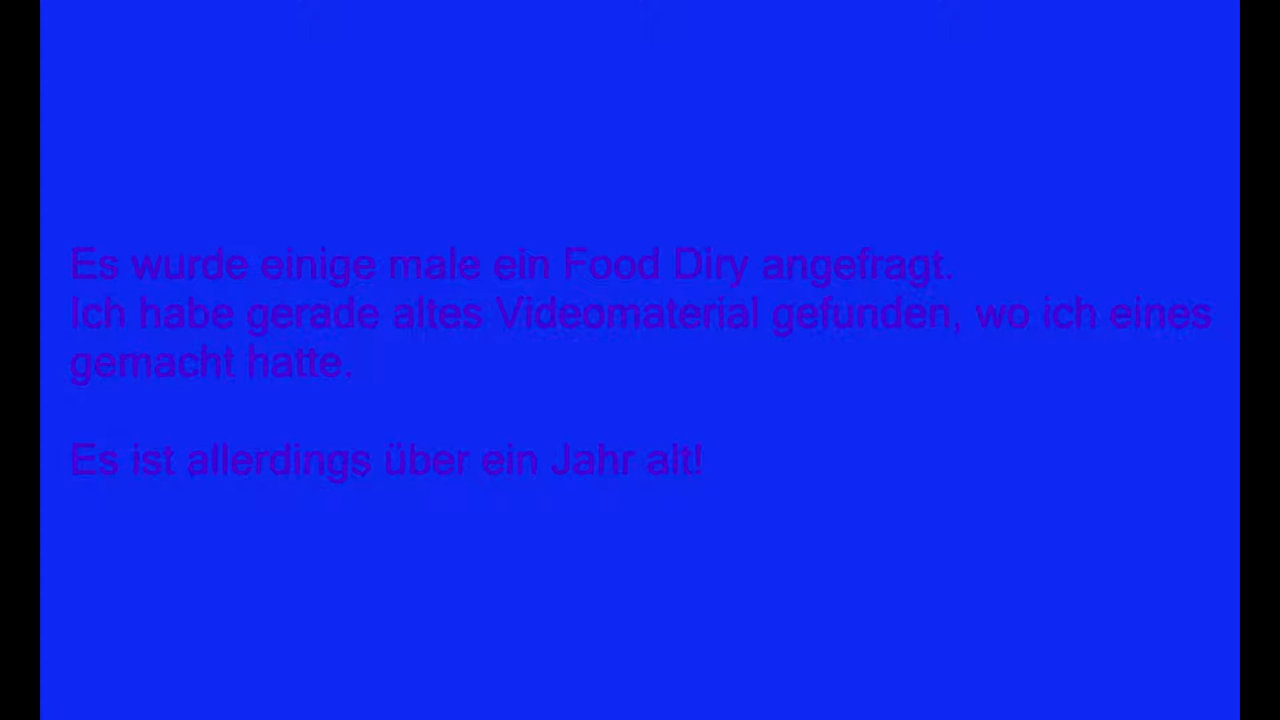 Es wurde einige male ein Food Diry angefragt.
Ich habe gerade altes Videomaterial gefunden, wo ich eines
gemacht hatte.
Es ist allerdings über ein Jahr alt!